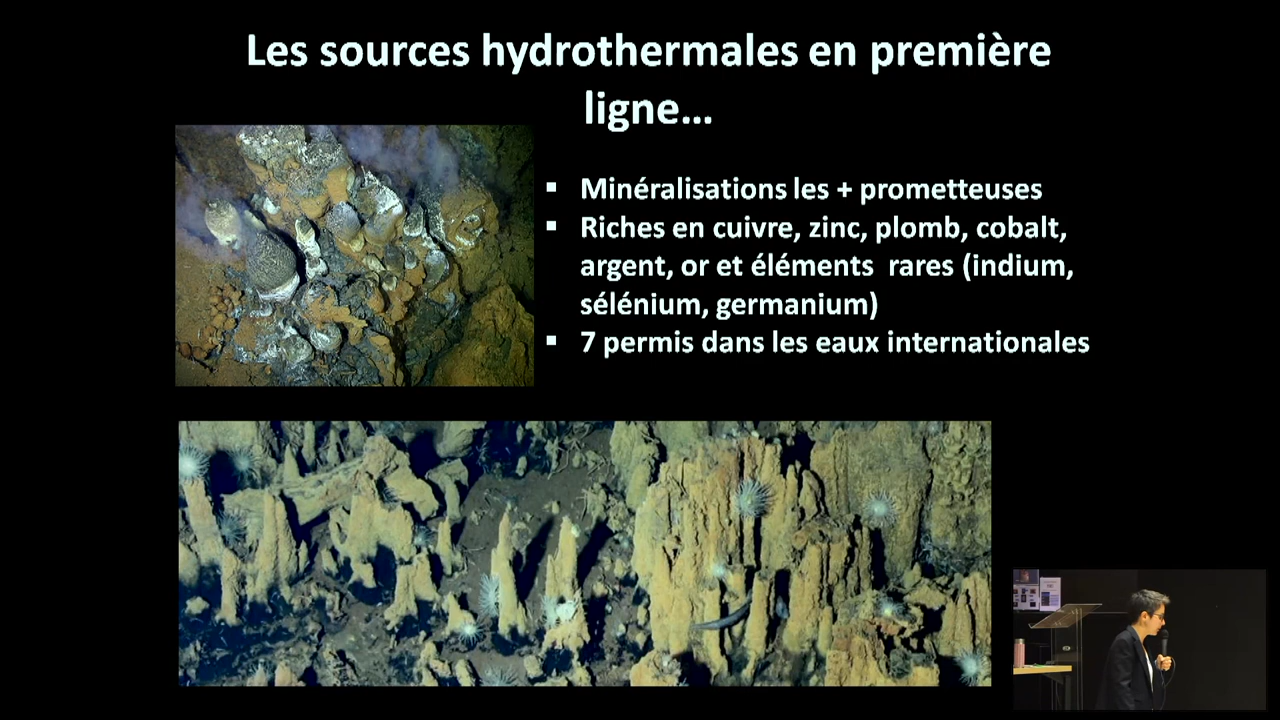 Les sources hydrothermales en première
ligne...
▪ Minéralisations les + prometteuses
▪ Riches en cuivre, zinc, plomb, cobalt,
argent, or et éléments rares (indium,
sélénium, germanium)
▪ 7 permis dans les eaux internationales